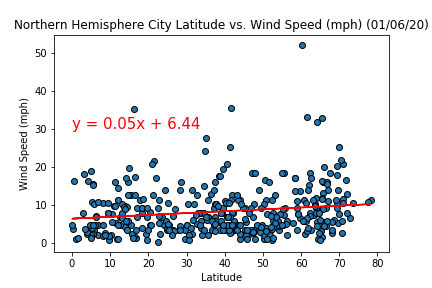 Northern Hemisphere City Latitude vs. Wind Speed (mph) (01/06/20)
50
40
30
20
10
0
Wind Speed (mph)
y = 0.05x + 6.44
0 10 20 30 40 50 60 70 80
Latitude